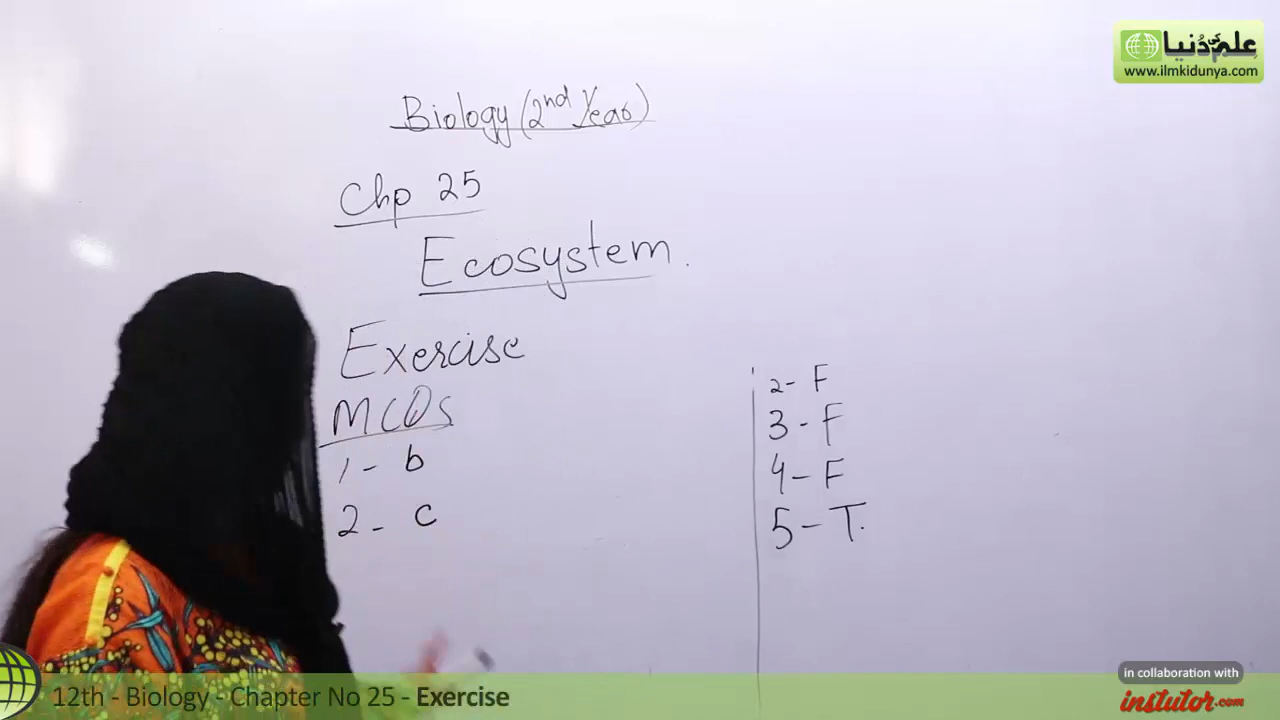 علم کی دنیا
www.ilmkidunya.com
Biology (2nd Year)
Chp 25
Ecosystem.
Exercise
MCQs
1- b
2- c
2- F
3- F
4- F
5- T.
12th - Biology - Chapter No 25 - Exercise
in collaboration with
instutor.com